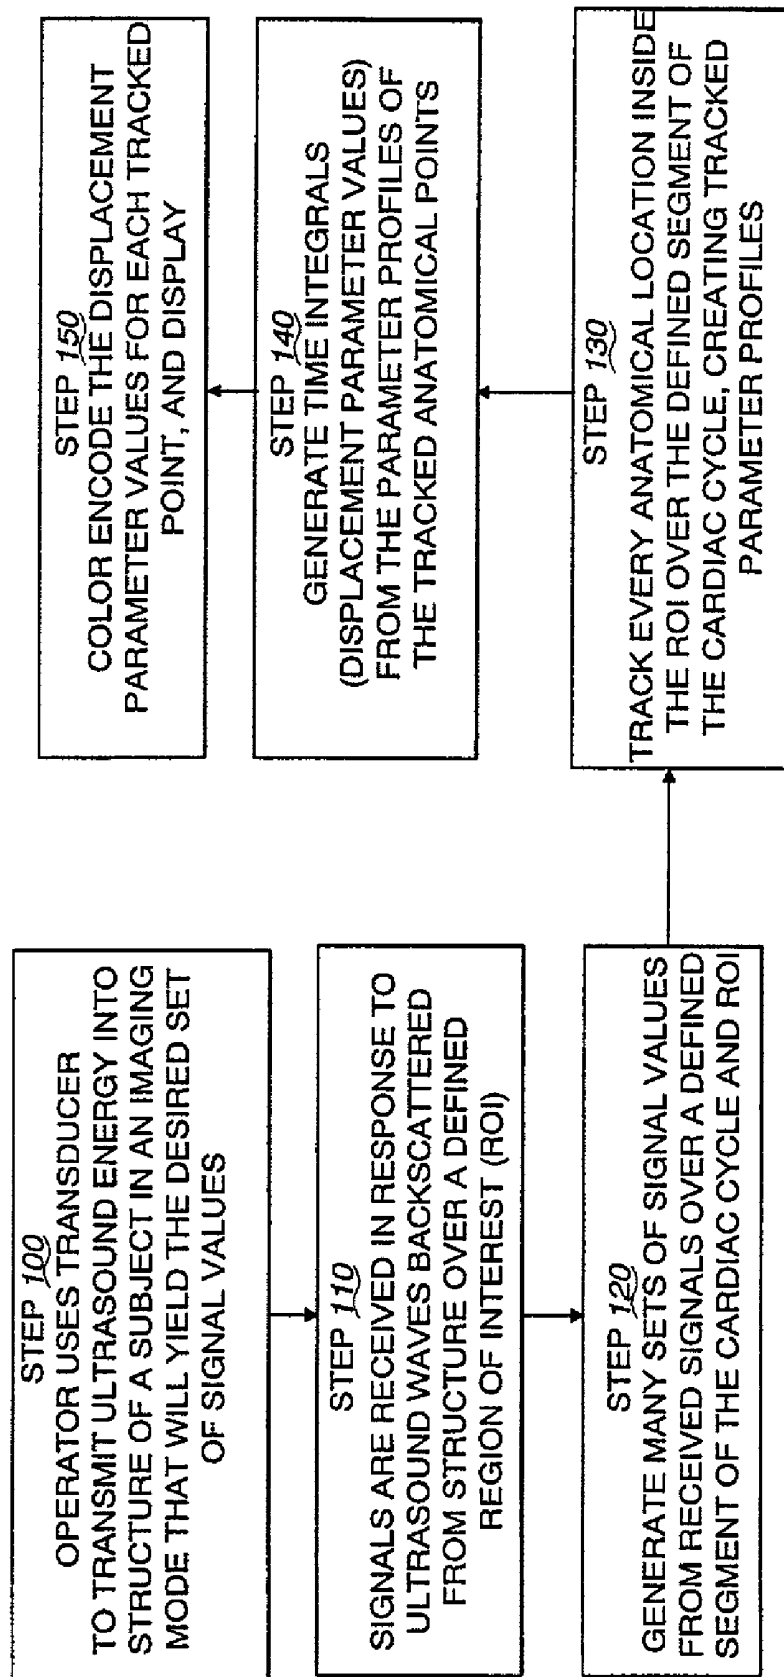 STEP 100
OPERATOR USES TRANSDUCER
TO TRANSMIT ULTRASOUND ENERGY INTO
STRUCTURE OF A SUBJECT IN AN IMAGING
MODE THAT WILL YIELD THE DESIRED SET
OF SIGNAL VALUES
STEP 110
SIGNALS ARE RECEIVED IN RESPONSE TO
ULTRASOUND WAVES BACKSCATTERED
FROM STRUCTURE OVER A DEFINED
REGION OF INTEREST (ROI)
STEP 120
GENERATE MANY SETS OF SIGNAL VALUES
FROM RECEIVED SIGNALS OVER A DEFINED
SEGMENT OF THE CARDIAC CYCLE AND ROI
STEP 130
TRACK EVERY ANATOMICAL LOCATION INSIDE
THE ROI OVER THE DEFINED SEGMENT OF
THE CARDIAC CYCLE, CREATING TRACKED
PARAMETER PROFILES
STEP 140
GENERATE TIME INTEGRALS
(DISPLACEMENT PARAMETER VALUES)
FROM THE PARAMETER PROFILES OF
THE TRACKED ANATOMICAL POINTS
STEP 150
COLOR ENCODE THE DISPLACEMENT
PARAMETER VALUES FOR EACH TRACKED
POINT, AND DISPLAY